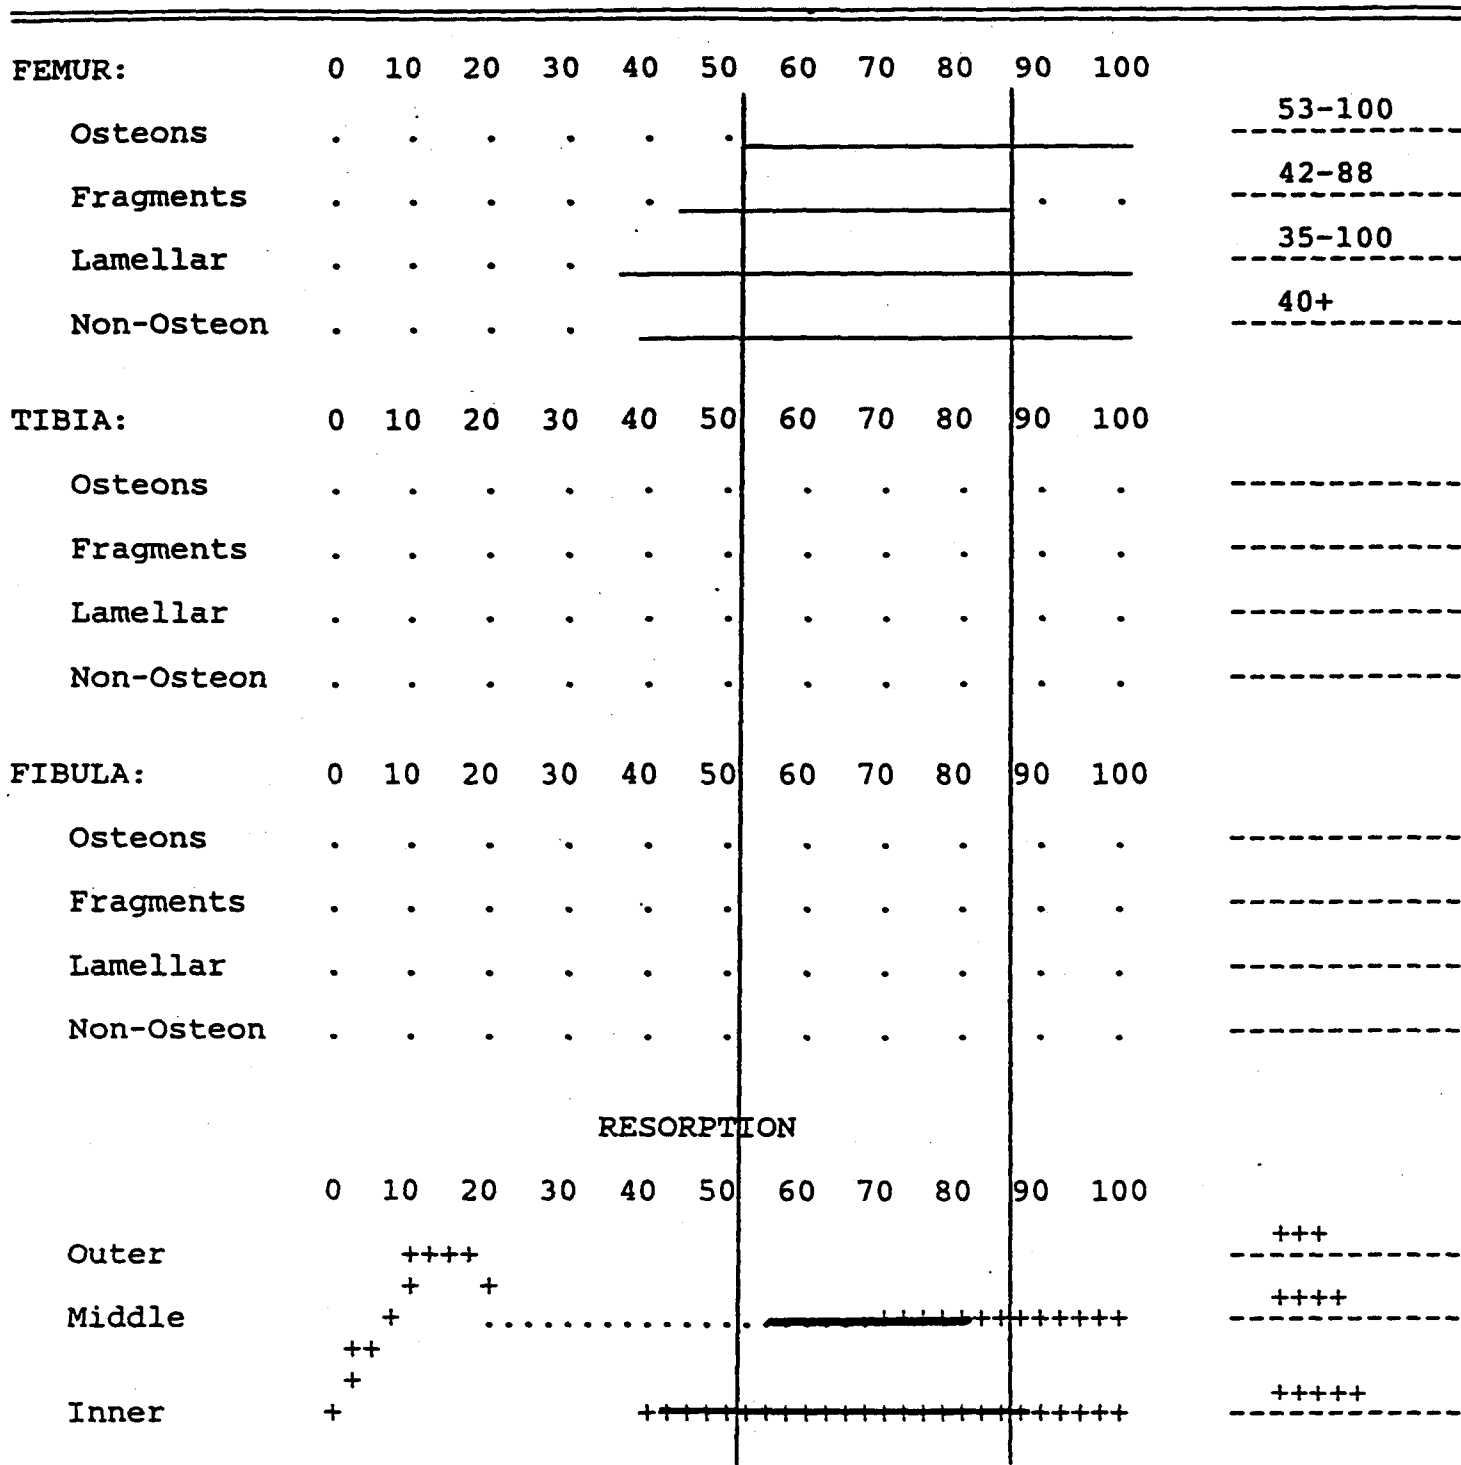 FEMUR: 0 10 20 30 40 50 60 70 80 90 100
Osteons . . . . . . 53-100
Fragments . . . . . . . 42-88
Lamellar . . . . 35-100
Non-Osteon . . . . 40+
TIBIA: 0 10 20 30 40 50 60 70 80 90 100
Osteons . . . . . . . . . . .
Fragments . . . . . . . . . . .
Lamellar . . . . . . . . . . .
Non-Osteon . . . . . . . . . . .
FIBULA: 0 10 20 30 40 50 60 70 80 90 100
Osteons . . . . . . . . . . .
Fragments . . . . . . . . . . .
Lamellar . . . . . . . . . . .
Non-Osteon . . . . . . . . . . .
RESORPTION
0 10 20 30 40 50 60 70 80 90 100
Outer ++++ +++
+ +
Middle + ...............+++++++++++++ ++++
++
+
Inner + +++++++++++++++++++++++++ +++++